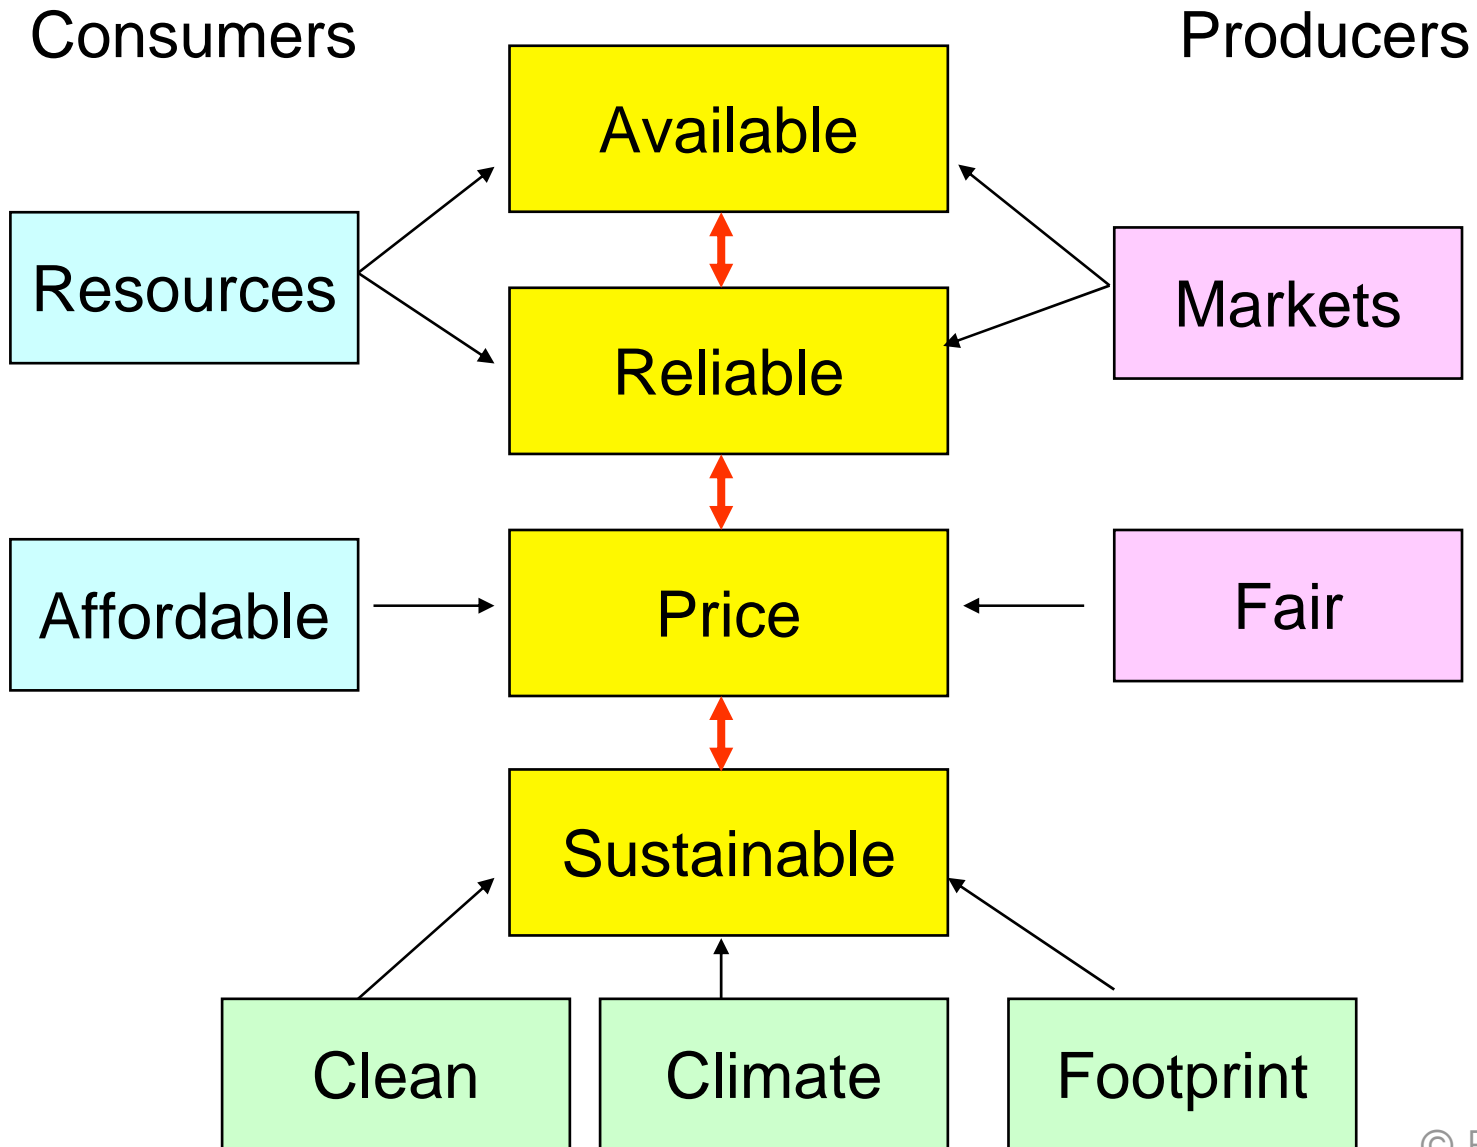 Consumers
Producers
Available
Resources
Markets
Reliable
Affordable
Price
Fair
Sustainable
Clean
Climate
Footprint
©